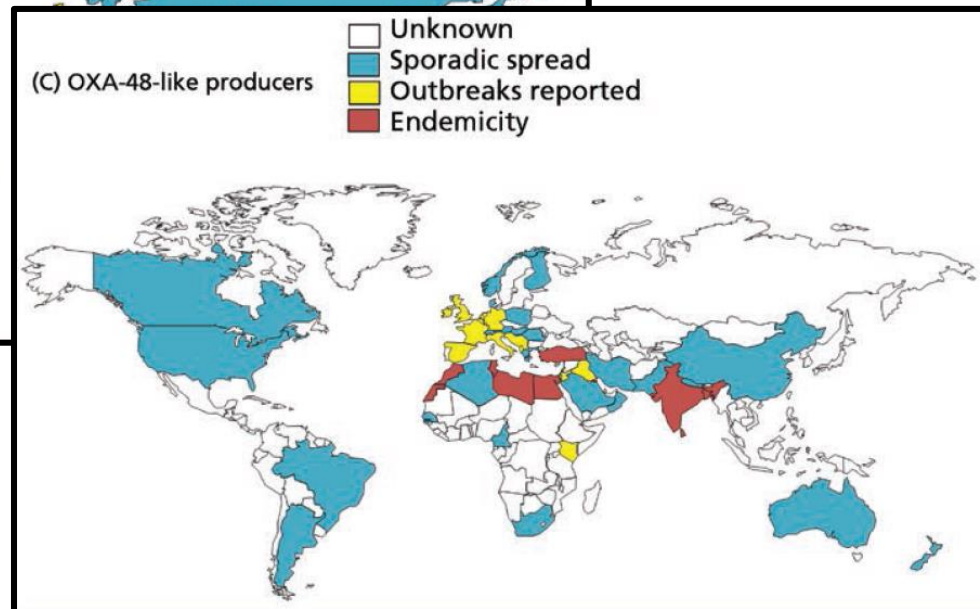 Unknown
Sporadic spread
(C) OXA-48-like producers
Outbreaks reported
Endemicity